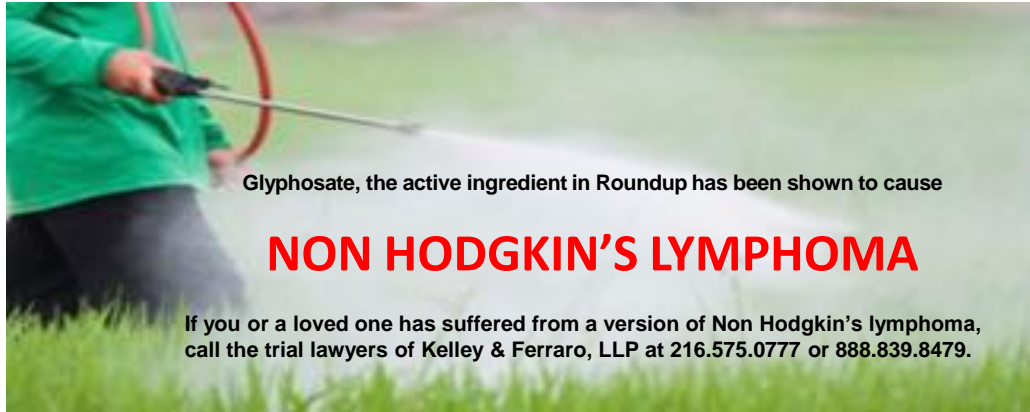 Glyphosate, the active ingredient in Roundup has been shown to cause
NON HODGKIN’S LYMPHOMA
If you or a loved one has suffered from a version of Non Hodgkin’s lymphoma,
call the trial lawyers of Kelley & Ferraro, LLP at 216.575.0777 or 888.839.8479.